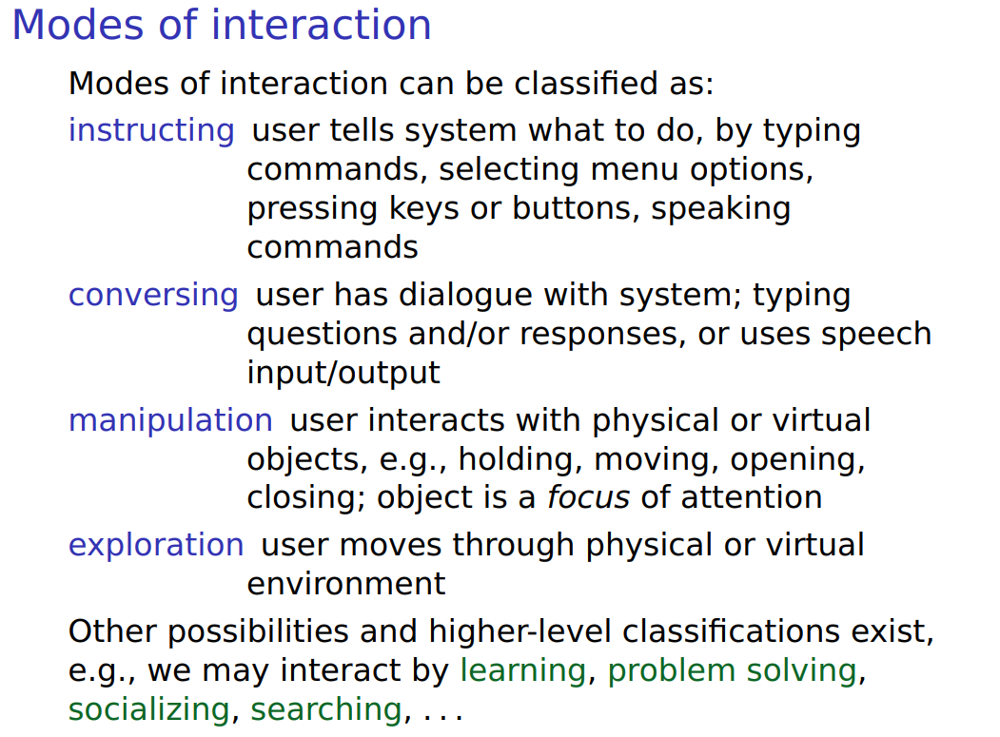 Modes of interaction
Modes of interaction can be classified as:
instructing user tells system what to do, by typing
commands, selecting menu options,
pressing keys or buttons, speaking
commands
conversing user has dialogue with system; typing
questions and/or responses, or uses speech
input/output
manipulation user interacts with physical or virtual
objects, e.g., holding, moving, opening,
closing; object is a focus of attention
exploration user moves through physical or virtual
environment
Other possibilities and higher-level classifications exist,
e.g., we may interact by learning, problem solving,
socializing, searching, . . .